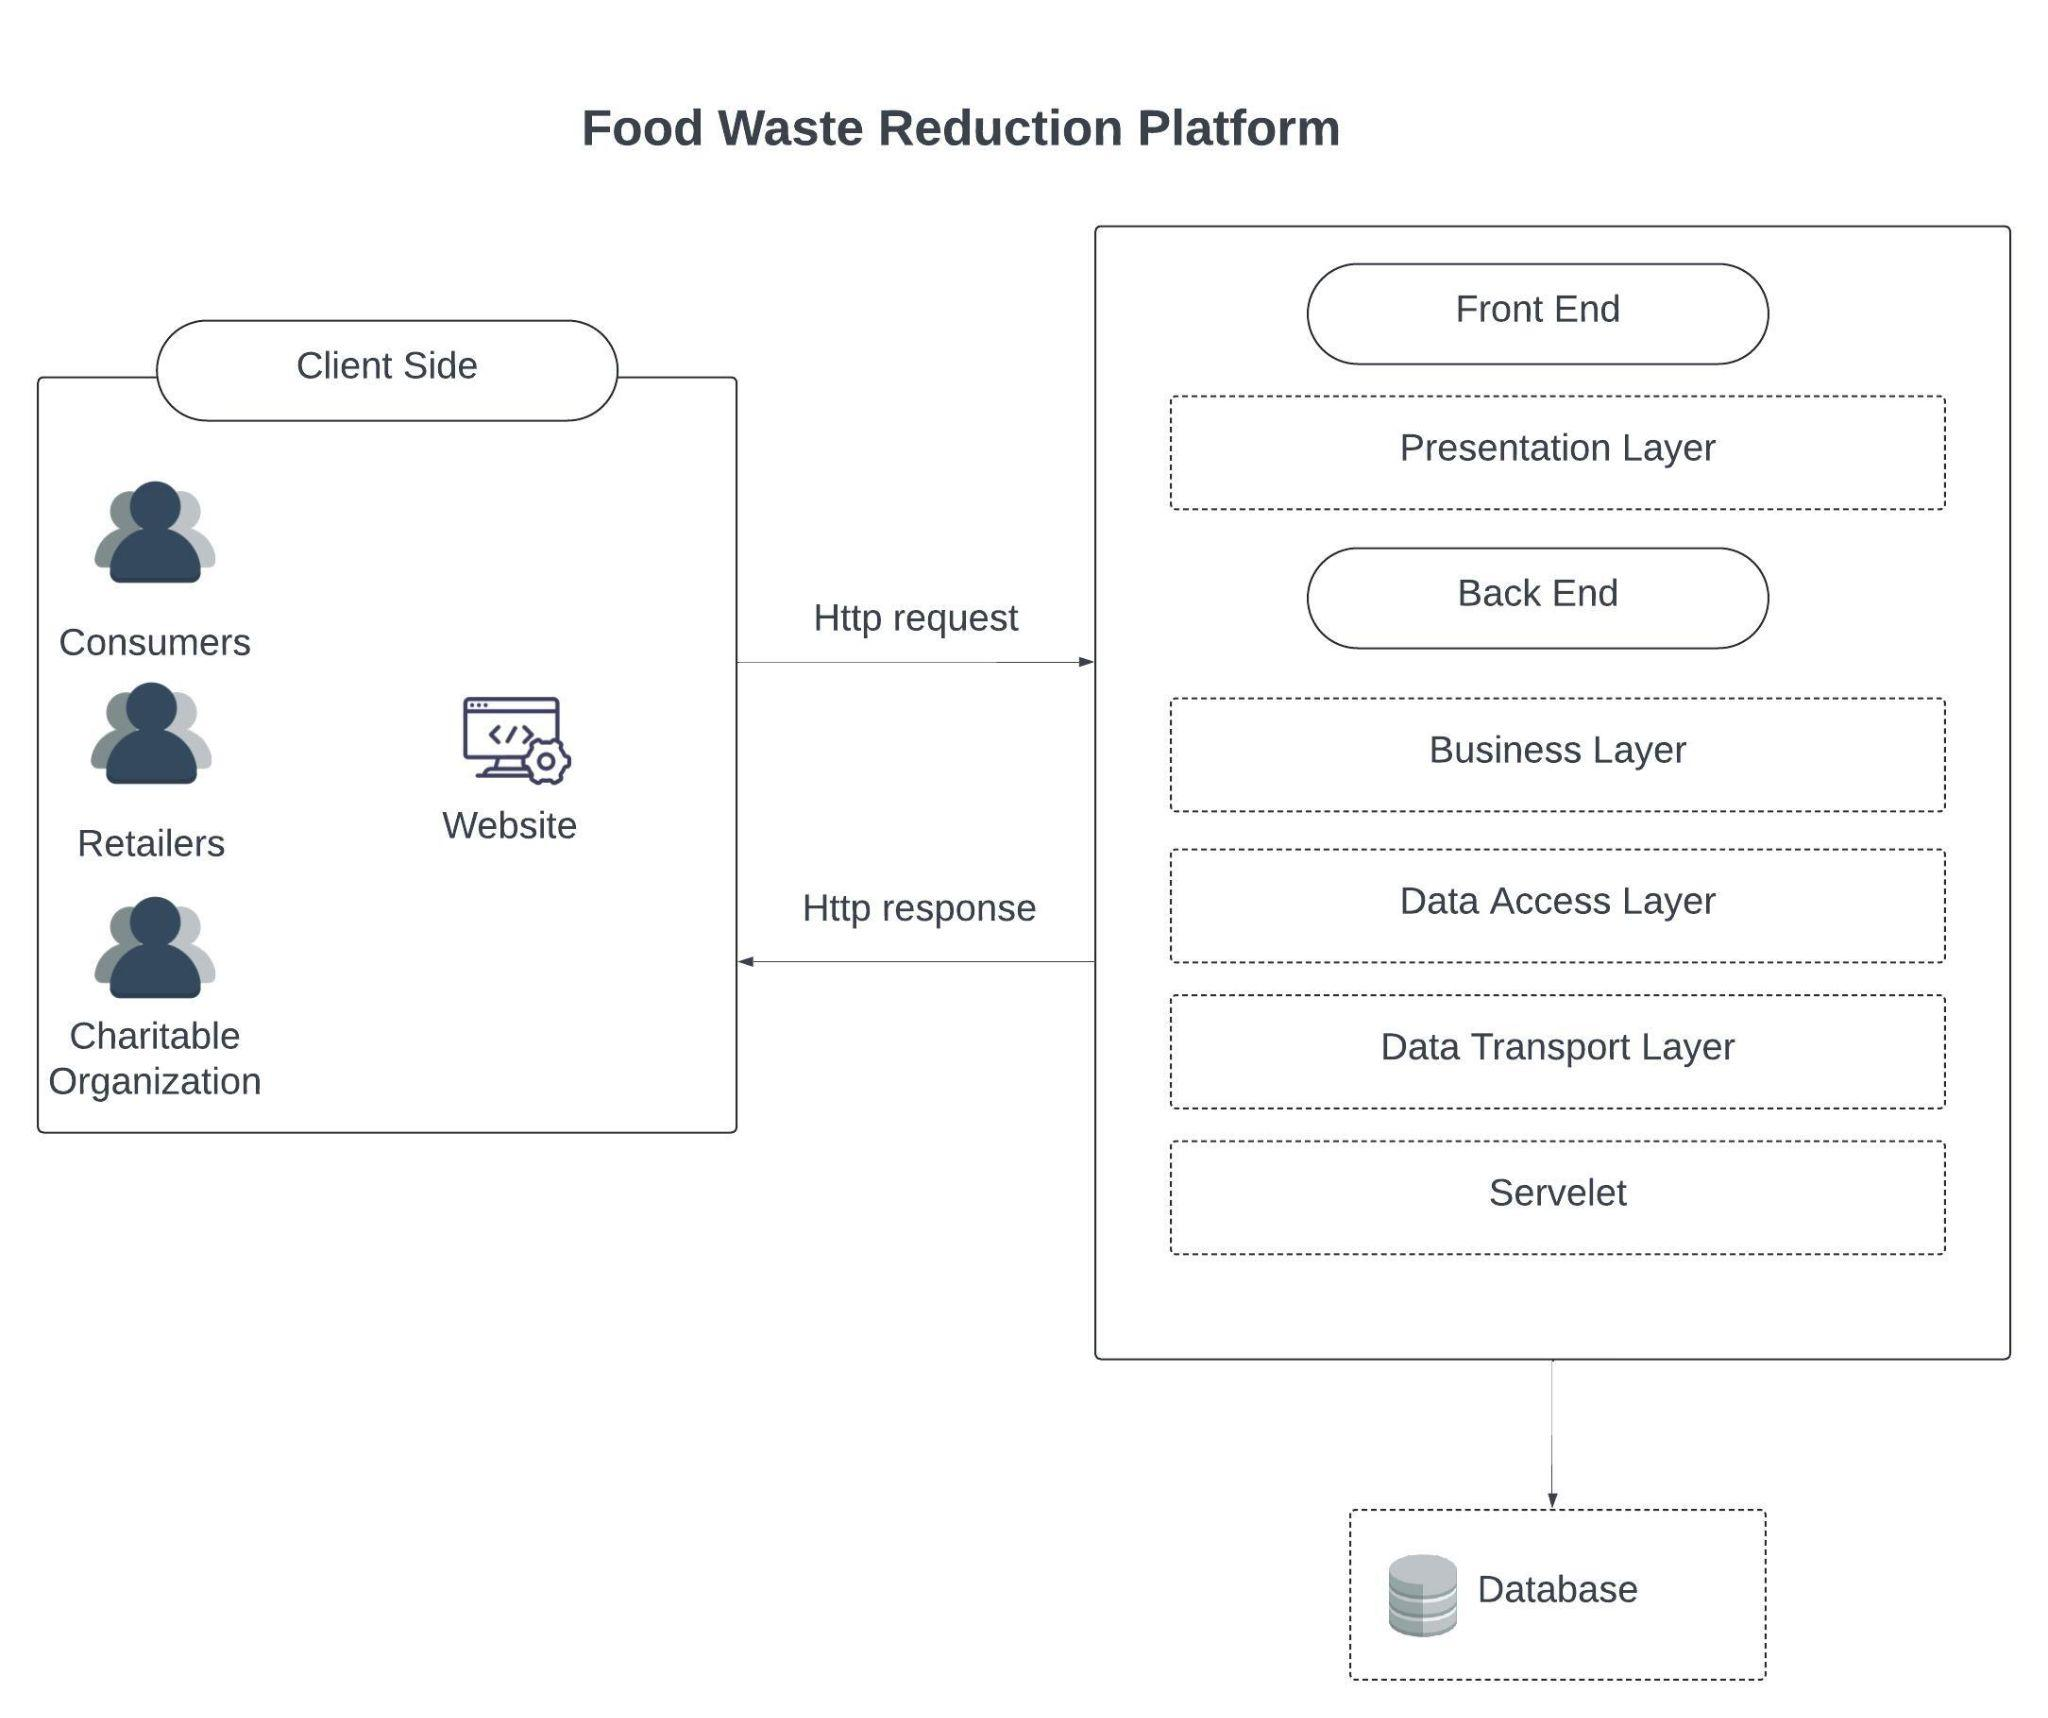 Food Waste Reduction Platform
Client Side
Consumers
Retailers
Charitable
Organization
Website
Http request
Http response
Front End
Presentation Layer
Back End
Business Layer
Data Access Layer
Data Transport Layer
Servelet
Database